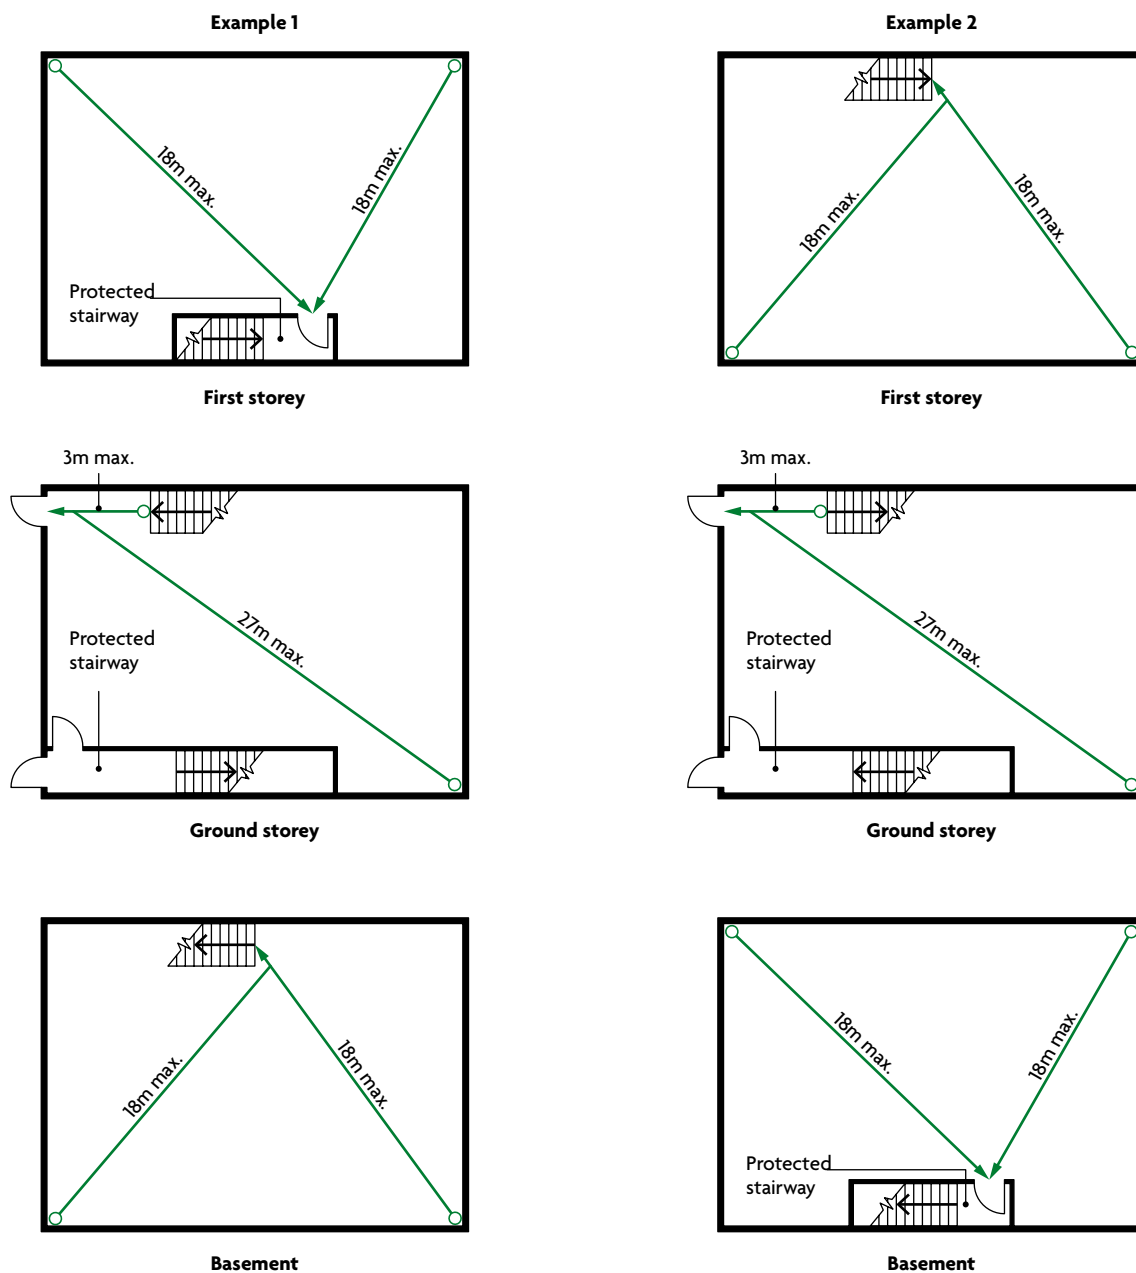 Example 1
18m max.
18m max.
Protected
stairway
First storey
Example 2
18m max.
18m max.
First storey
3m max.
27m max.
Protected
stairway
Ground storey
3m max.
27m max.
Protected
stairway
Ground storey
18m max.
18m max.
Basement
18m max.
18m max.
Protected
stairway
Basement